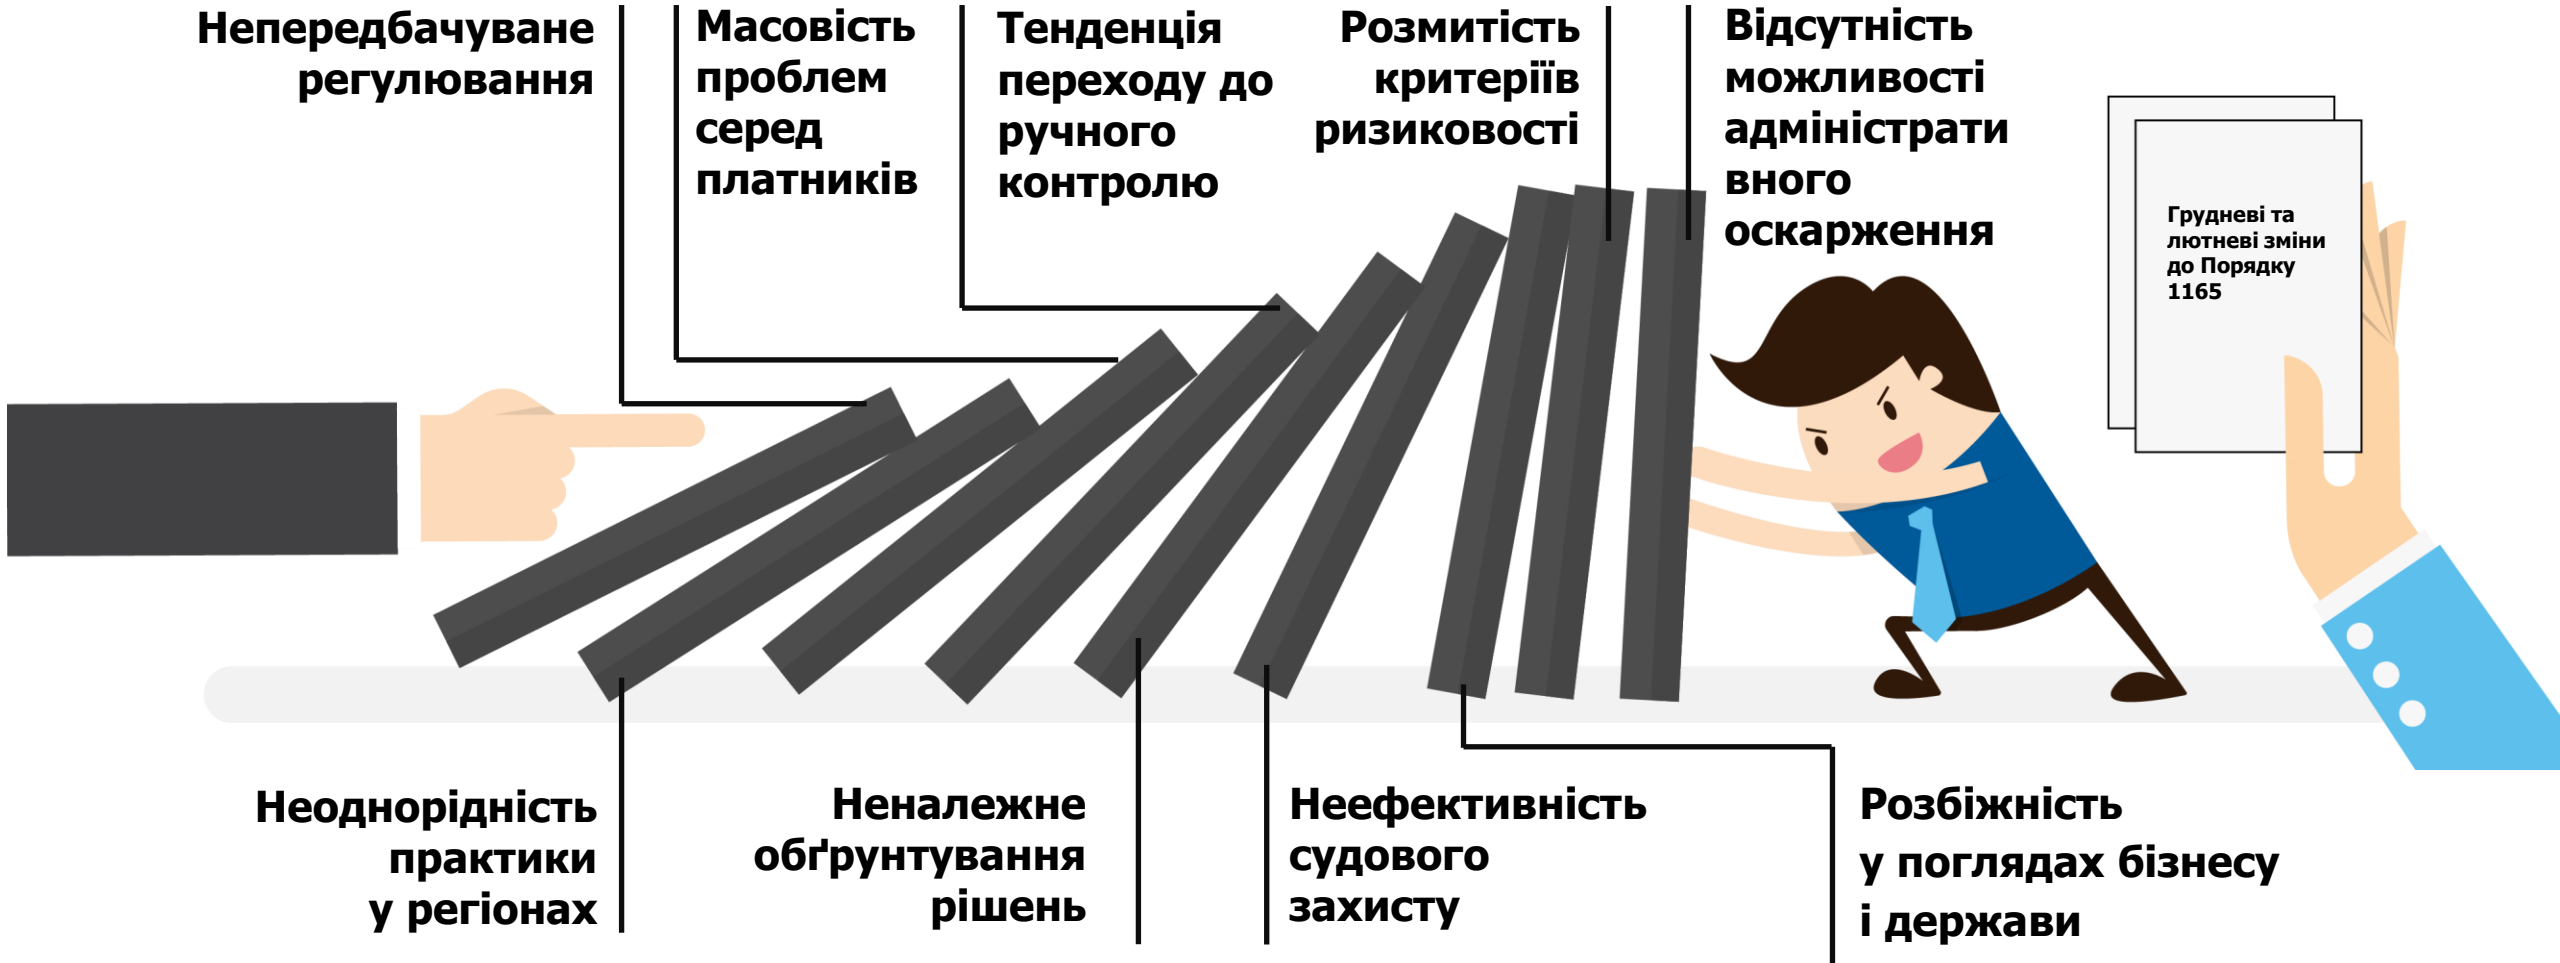 Непередбачуване
регулювання
Масовість
проблем
серед
платників
Тенденція
переходу до
ручного
контролю
Розмитість
критеріїв
ризиковості
Відсутність
можливості
адміністрати
вного
оскарження
Грудневі та
лютневі зміни
до Порядку
1165
Неоднорідність
практики
у регіонах
Неналежне
обґрунтування
рішень
Неефективність
судового
захисту
Розбіжність
у поглядах бізнесу
і держави